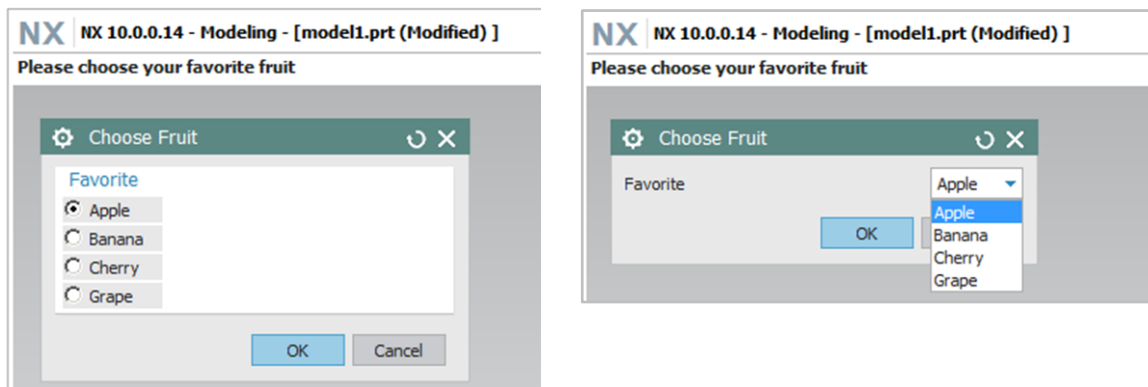 NX NX 10.0.0.14 - Modeling - [model1.prt (Modified) ]
Please choose your favorite fruit
Choose Fruit
Favorite
Apple
Banana
Cherry
Grape
OK Cancel
NX NX 10.0.0.14 - Modeling - [model1.prt (Modified) ]
Please choose your favorite fruit
Choose Fruit
Favorite Apple
Apple
Banana
OK
Cherry
Grape